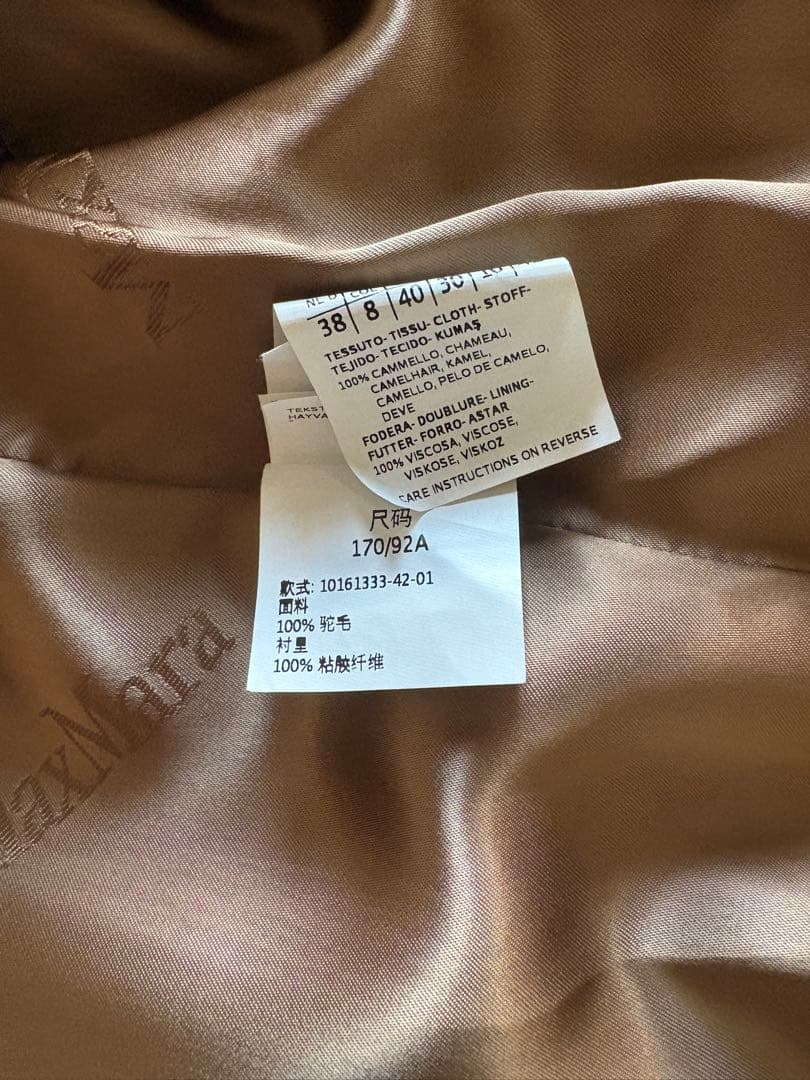 38 8 40 30
TESSUTO-TISSU-CLOTH-STOFF-
TEJIDO-TECIDO-KUMAŞ
100% CAMMELLO, CHAMEAU,
CAMELHAIR, KAMEL,
CAMELLO, PELO DE CAMELO,
DEVE
FODERA-DOUBLURE-LINING-
FUTTER-FORRO-ASTAR
100% VISCOSA, VISCOSE,
VISKOSE, VISKOZ
CARE INSTRUCTIONS ON REVERSE
尺码
170/92A
款式: 10161333-42-01
面料
100% 驼毛
衬里
100% 粘胶纤维
axMara